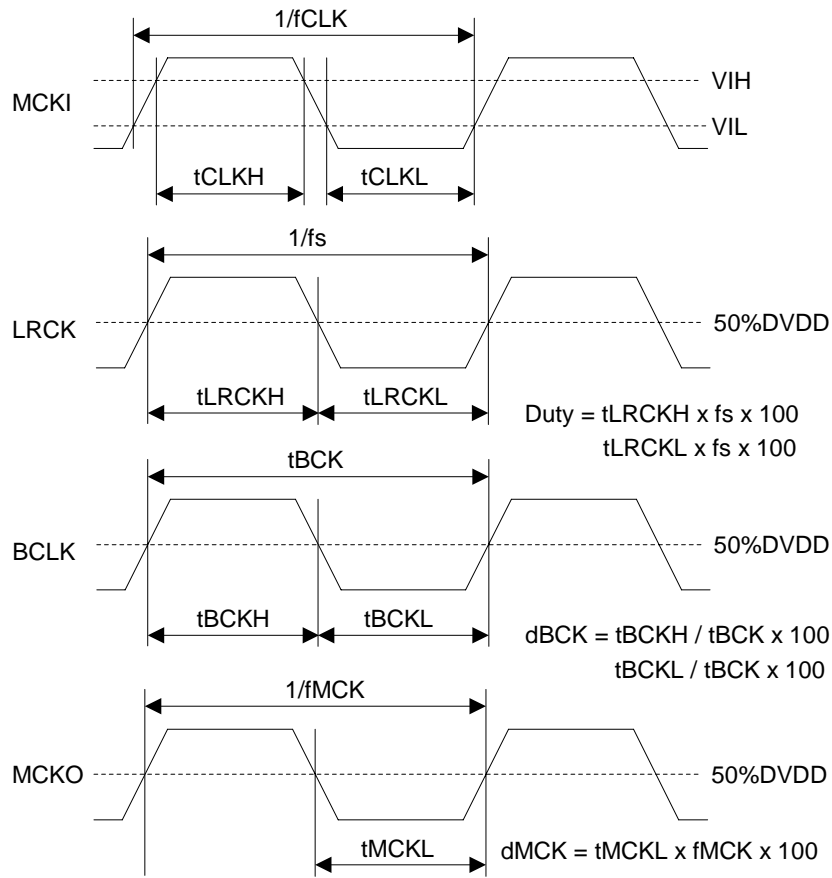 1/fCLK
MCKI
VIH
VIL
tCLKH
tCLKL
1/fs
LRCK
50%DVDD
tLRCKH
tLRCKL
Duty = tLRCKH x fs x 100
tLRCKL x fs x 100
tBCK
BCLK
50%DVDD
tBCKH
tBCKL
dBCK = tBCKH / tBCK x 100
tBCKL / tBCK x 100
1/fMCK
MCKO
50%DVDD
tMCKL
dMCK = tMCKL x fMCK x 100